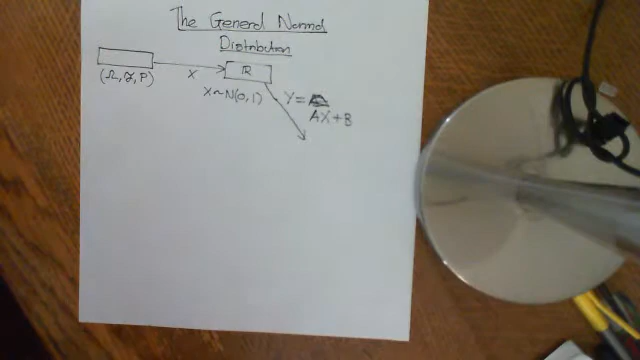 The General Normal
Distribution
X
ℝ
(Ω, ℱ, P)
X~N(0,1)
Y =
AX+B